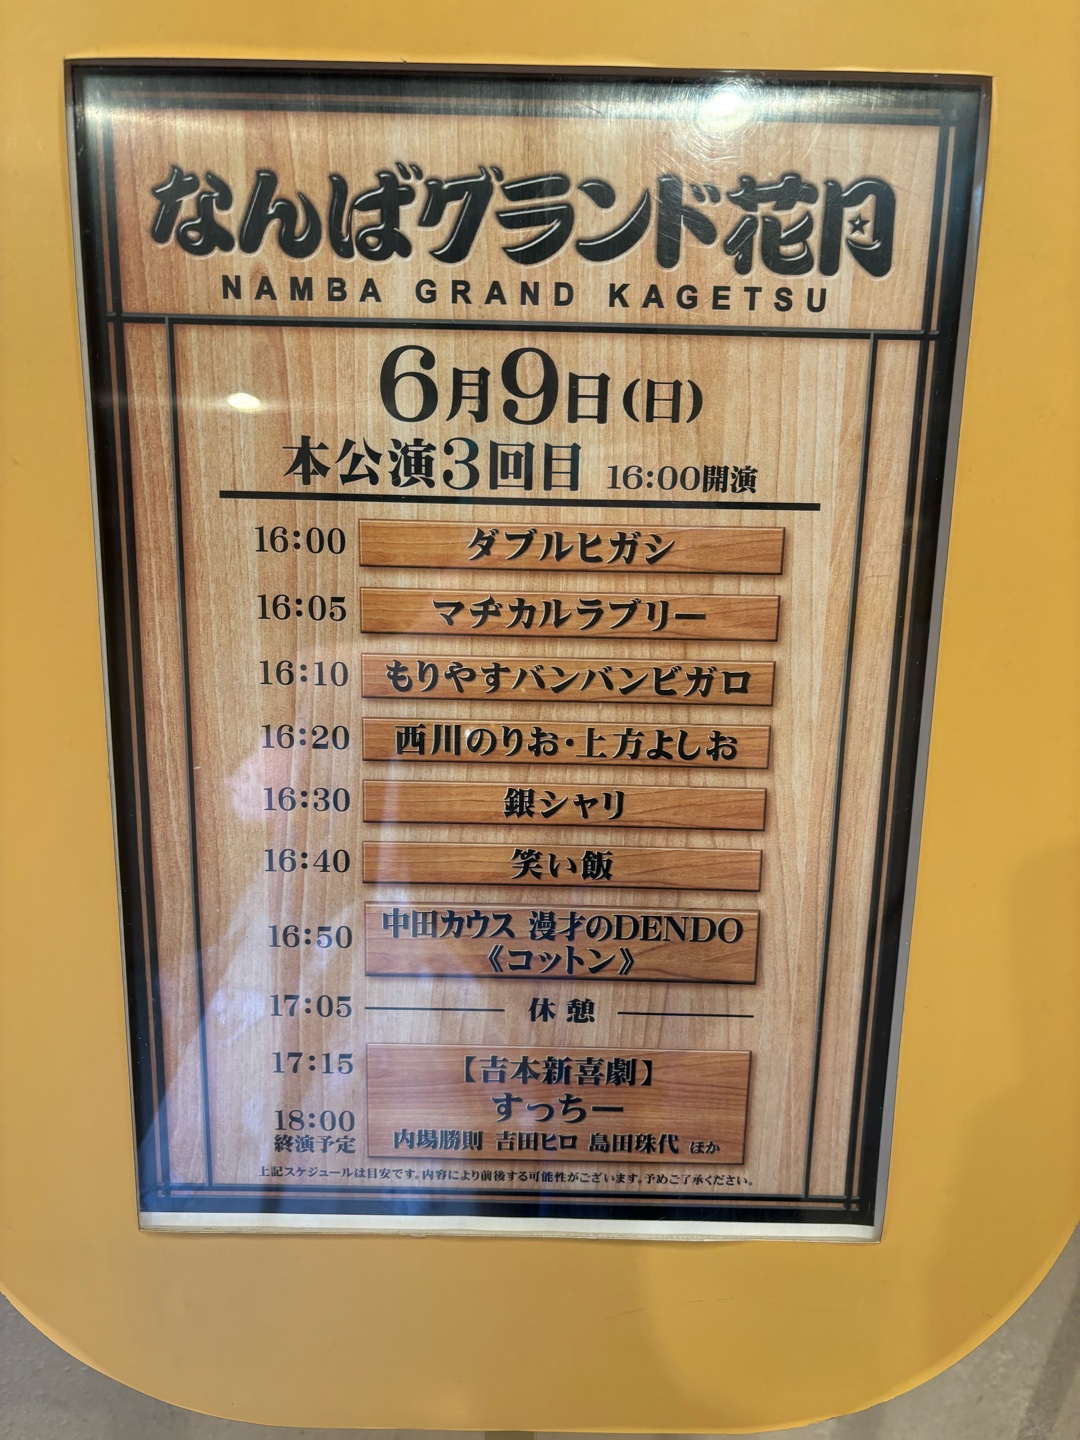 なんばグランド花月
NAMBA GRAND KAGETSU
6月9日(日)
本公演3回目 16:00開演
16:00 ダブルヒガシ
16:05 マヂカルラブリー
16:10 もりやすバンバンビガロ
16:20 西川のりお・上方よしお
16:30 銀シャリ
16:40 笑い飯
16:50 中田カウス 漫才のDENDO
《コットン》
17:05 休憩
17:15 【吉本新喜劇】
すっちー
18:00
終演予定 内場勝則 吉田ヒロ 島田珠代 ほか
上記スケジュールは目安です。内容により前後する可能性がございます。予めご了承ください。